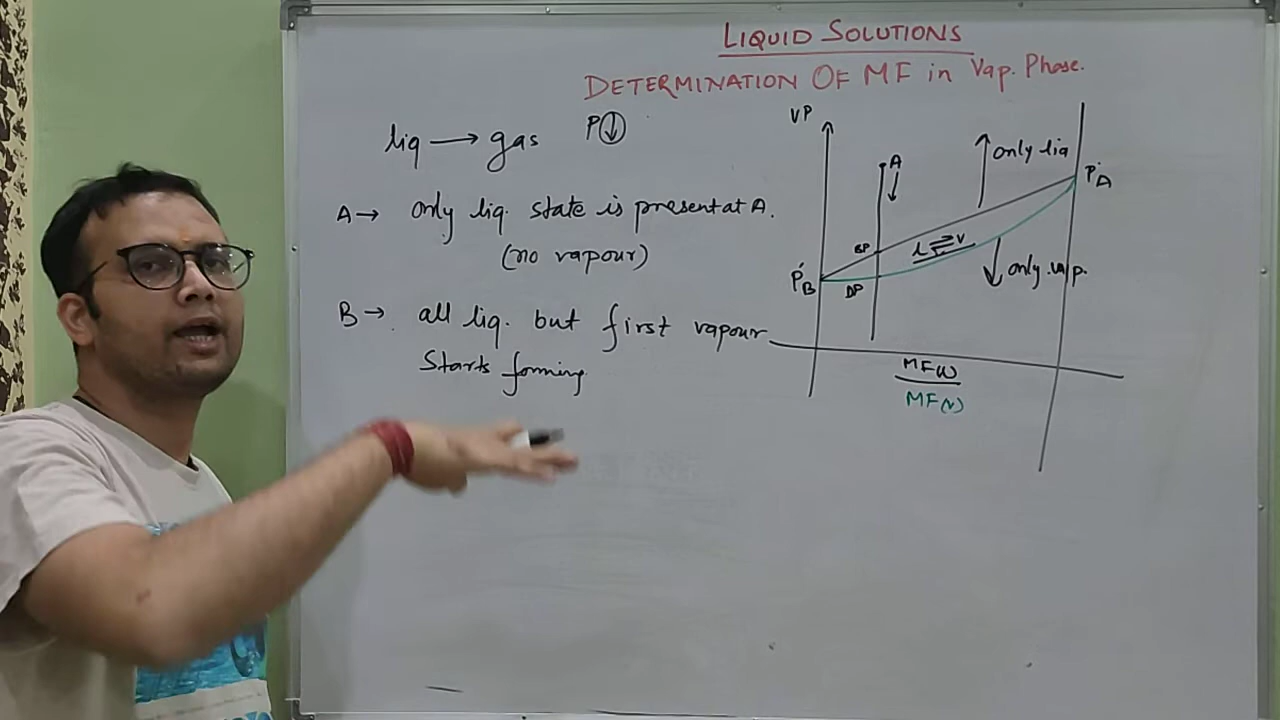 LIQUID SOLUTIONS
DETERMINATION OF MF in Vap. Phase.
liq → gas P↓
A → only liq. state is present at A.
(no vapour)
B → all liq. but first vapour
Starts forming
VP
A
only liq
P°A
BP
l ⇌ v
P°B
DP
only vap.
MF(l)
MF(v)